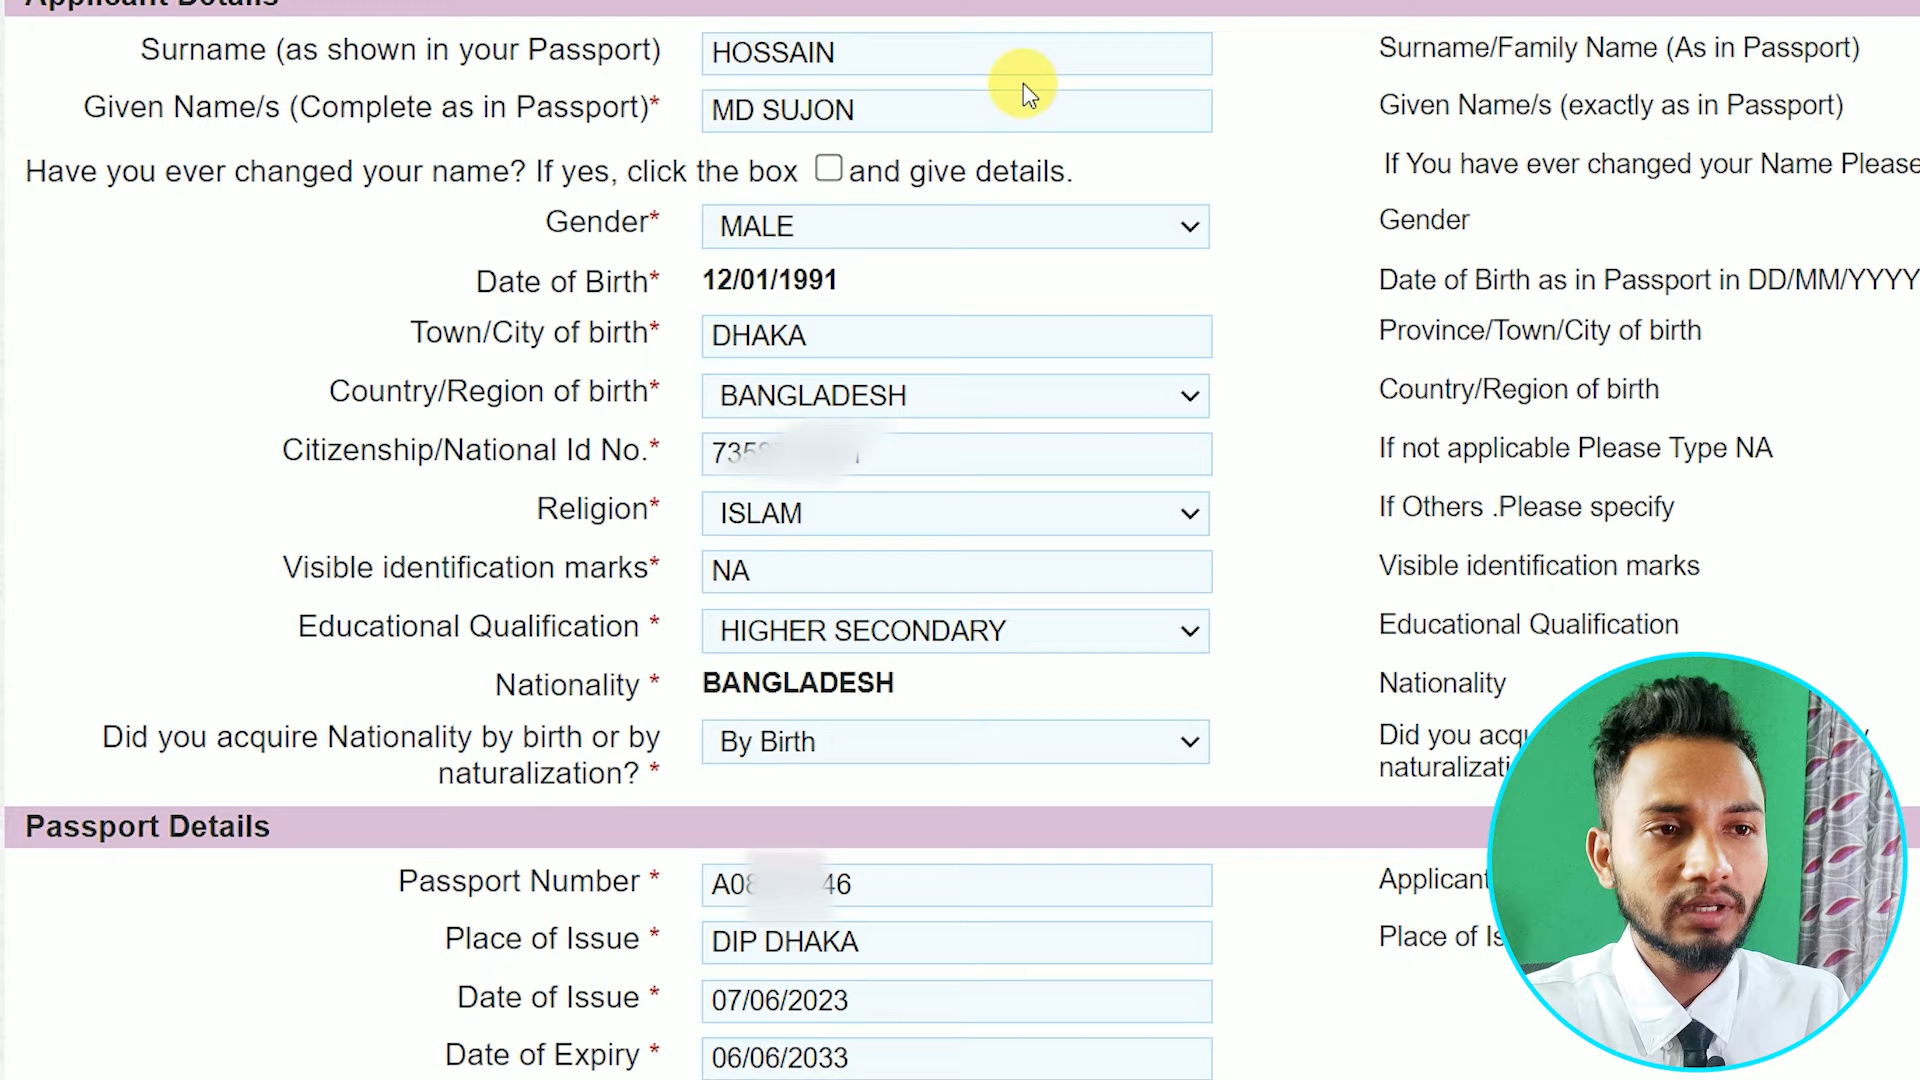 Applicant Details
Surname (as shown in your Passport) HOSSAIN Surname/Family Name (As in Passport)
Given Name/s (Complete as in Passport)* MD SUJON Given Name/s (exactly as in Passport)
Have you ever changed your name? If yes, click the box and give details. If You have ever changed your Name Please
Gender* MALE Gender
Date of Birth* 12/01/1991 Date of Birth as in Passport in DD/MM/YYYY
Town/City of birth* DHAKA Province/Town/City of birth
Country/Region of birth* BANGLADESH Country/Region of birth
Citizenship/National Id No.* If not applicable Please Type NA
Religion* ISLAM If Others .Please specify
Visible identification marks* NA Visible identification marks
Educational Qualification * HIGHER SECONDARY Educational Qualification
Nationality * BANGLADESH Nationality
Did you acquire Nationality by birth or by By Birth Did you
naturalization? *
Passport Details
Passport Number * Applicant
Place of Issue * DIP DHAKA Place of
Date of Issue * 07/06/2023
Date of Expiry * 06/06/2033